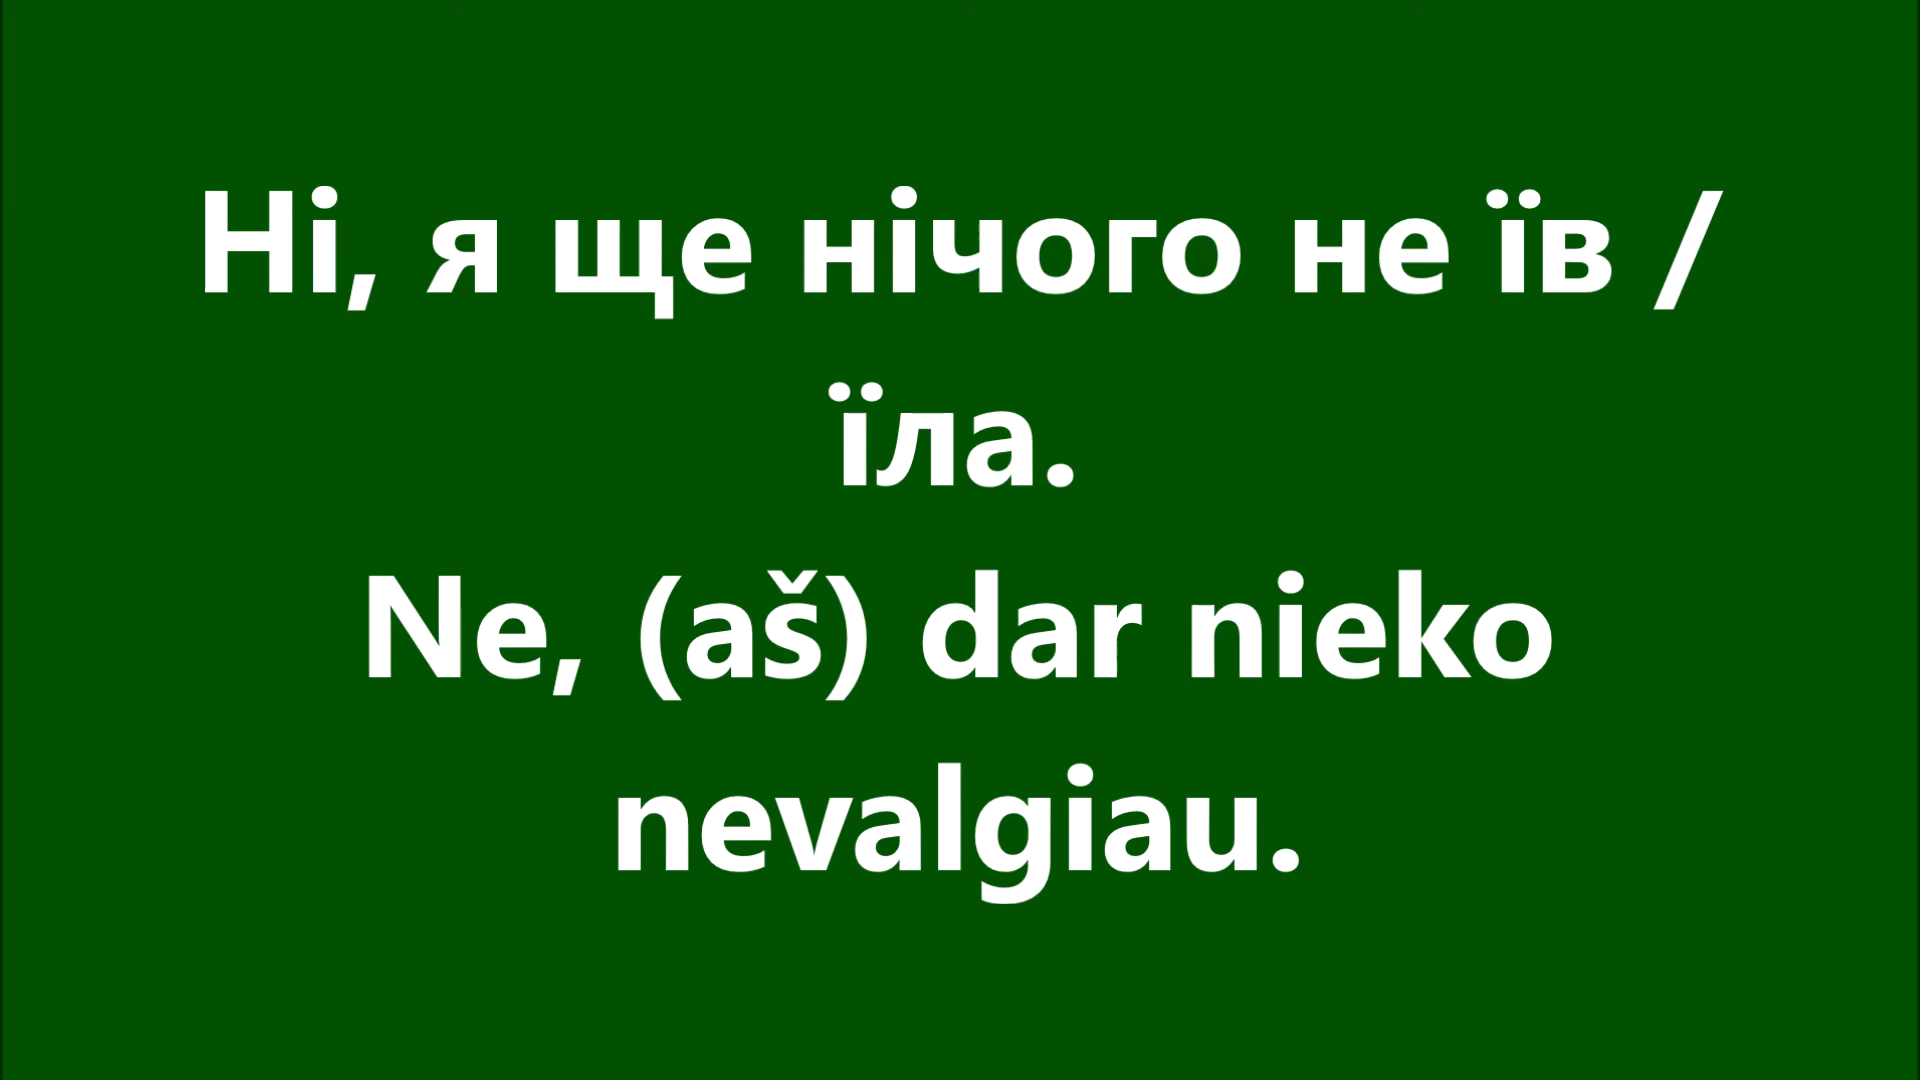 Ні, я ще нічого не їв /
їла.
Ne, (aš) dar nieko
nevalgiau.